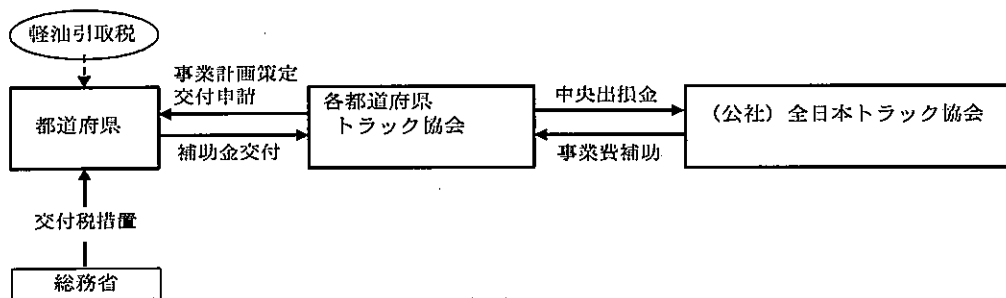 軽油引取税
事業計画策定
交付申請
都道府県
各都道府県
トラック協会
中央出損金
(公社)全日本トラック協会
補助金交付
事業費補助
交付税措置
総務省